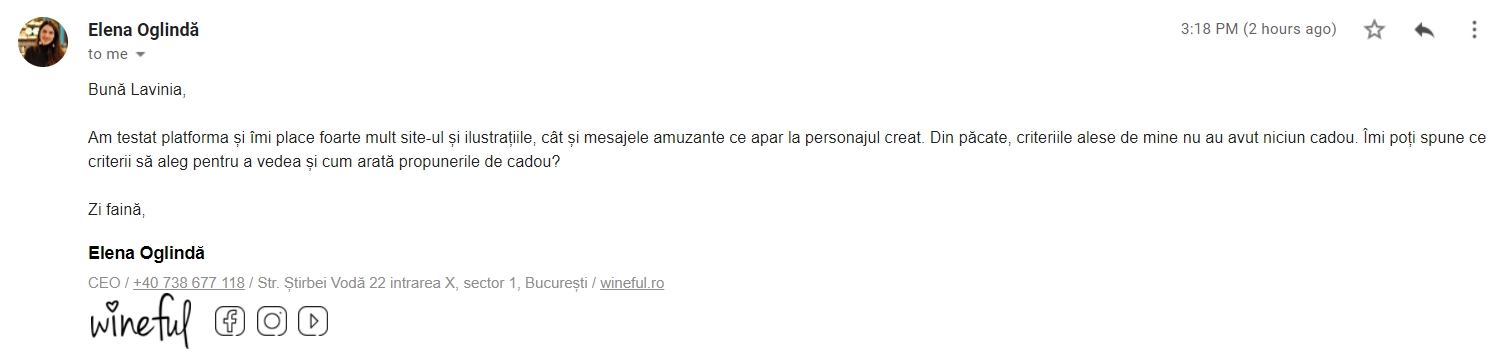 Elena Oglindă
3:18 PM (2 hours ago)
to me
Bună Lavinia,
Am testat platforma și îmi place foarte mult site-ul și ilustrațiile, cât și mesajele amuzante ce apar la personajul creat. Din păcate, criteriile alese de mine nu au avut niciun cadou. Îmi poți spune ce
criterii să aleg pentru a vedea și cum arată propunerile de cadou?
Zi faină,
Elena Oglindă
CEO / +40 738 677 118 / Str. Știrbei Vodă 22 intrarea X, sector 1, București / wineful.ro
wineful